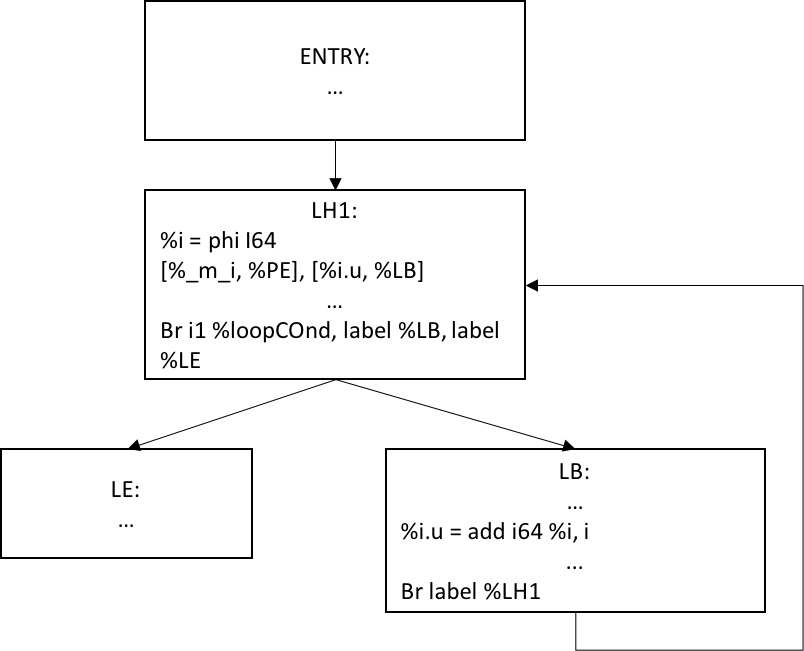 ENTRY:
...
LH1:
%i = phi I64
[%_m_i, %PE], [%i.u, %LB]
...
Br i1 %loopCOnd, label %LB, label
%LE
LE:
...
LB:
...
%i.u = add i64 %i, i
...
Br label %LH1